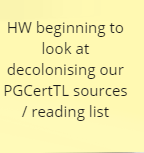 HW beginning to
look at
decolonising our
PGCertTL sources
/ reading list